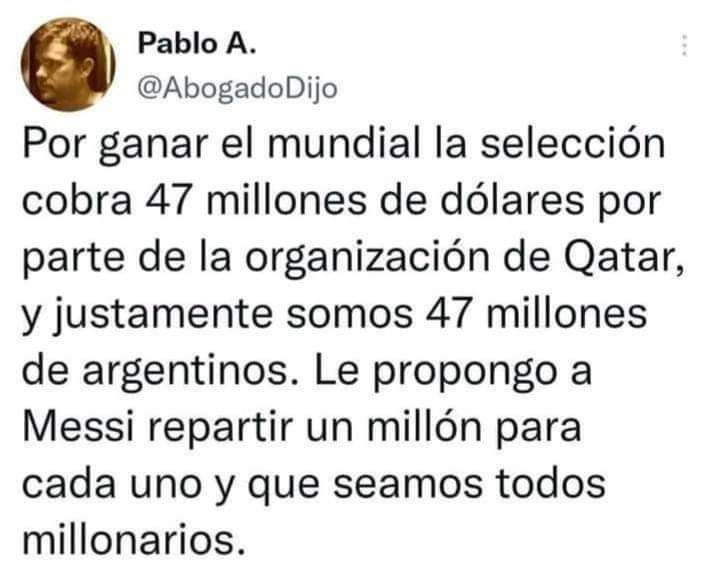 Pablo A.
@AbogadoDijo
Por ganar el mundial la selección
cobra 47 millones de dólares por
parte de la organización de Qatar,
y justamente somos 47 millones
de argentinos. Le propongo a
Messi repartir un millón para
cada uno y que seamos todos
millonarios.